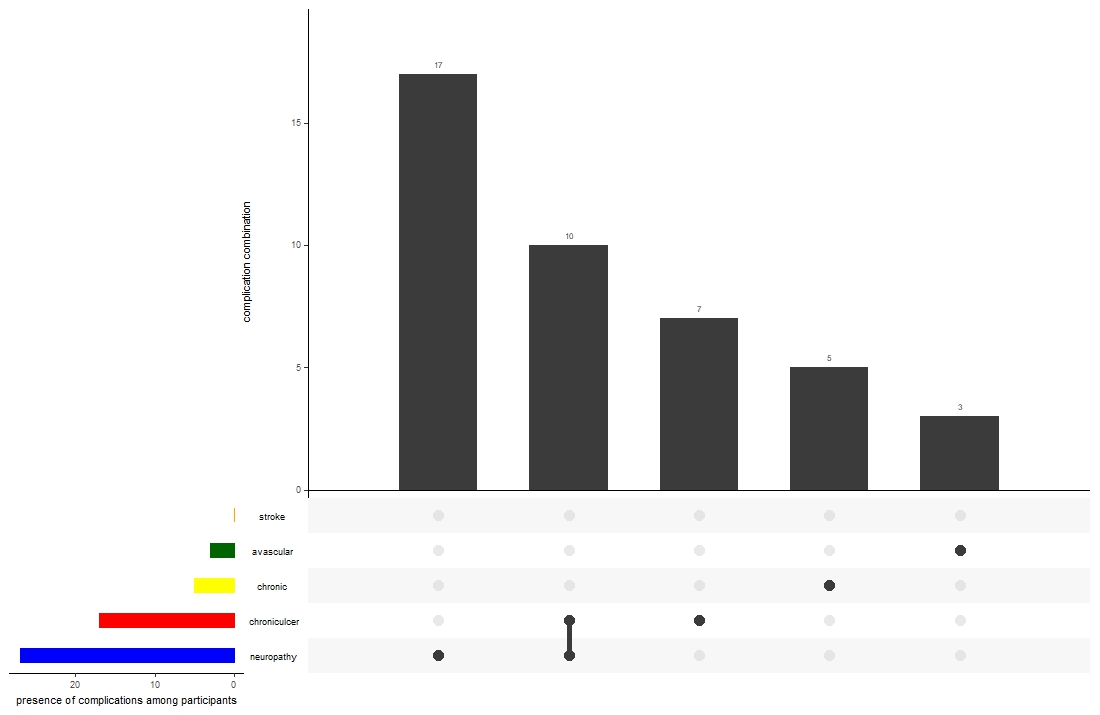 17
15
10
10
7
5
5
3
0
complication combination
stroke
avascular
chronic
chroniculcer
neuropathy
20 10 0
presence of complications among participants